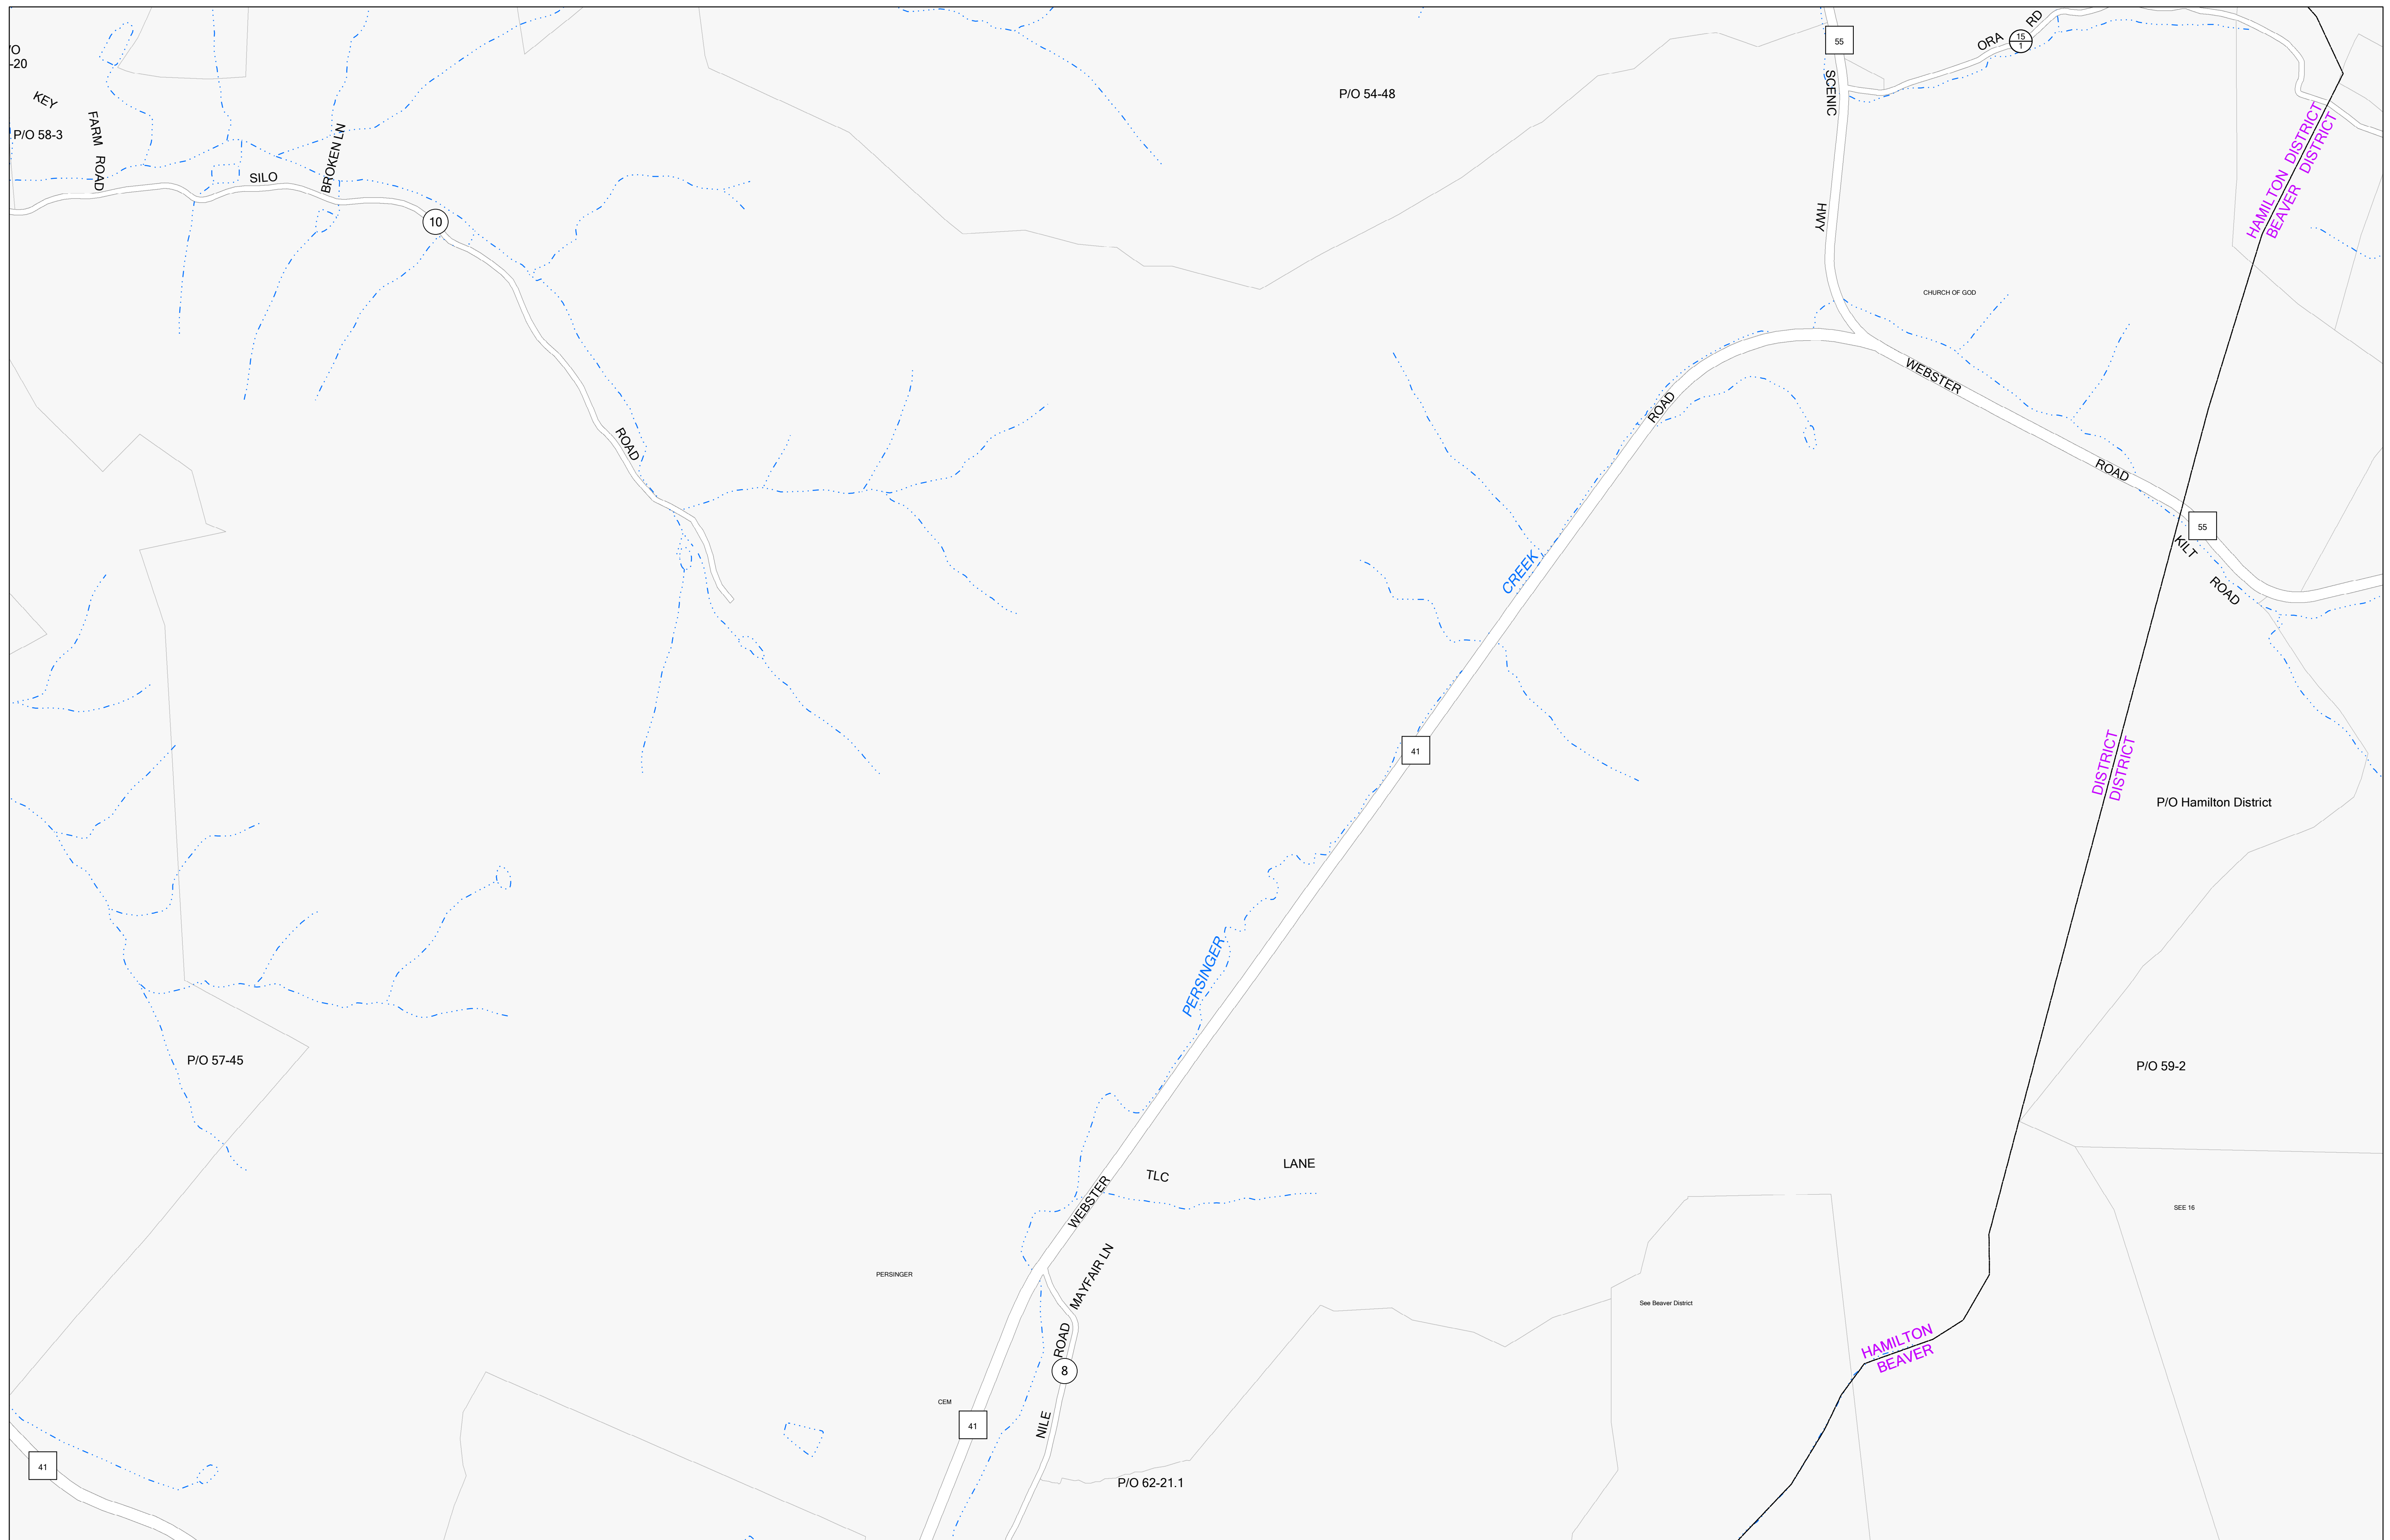 /O
-20
KEY
FARM ROAD
P/O 58-3
SILO
BROKEN LN
10
ROAD
P/O 54-48
55
SCENIC
HWY
ORA
15
1
RD
HAMILTON DISTRICT
BEAVER DISTRICT
CHURCH OF GOD
WEBSTER
ROAD
ROAD
55
KILT
ROAD
CREEK
41
DISTRICT
DISTRICT
P/O Hamilton District
PERSINGER
P/O 57-45
P/O 59-2
TLC
LANE
WEBSTER
SEE 16
MAYFAIR LN
PERSINGER
See Beaver District
HAMILTON
BEAVER
ROAD
8
NILE
CEM
41
41
P/O 62-21.1